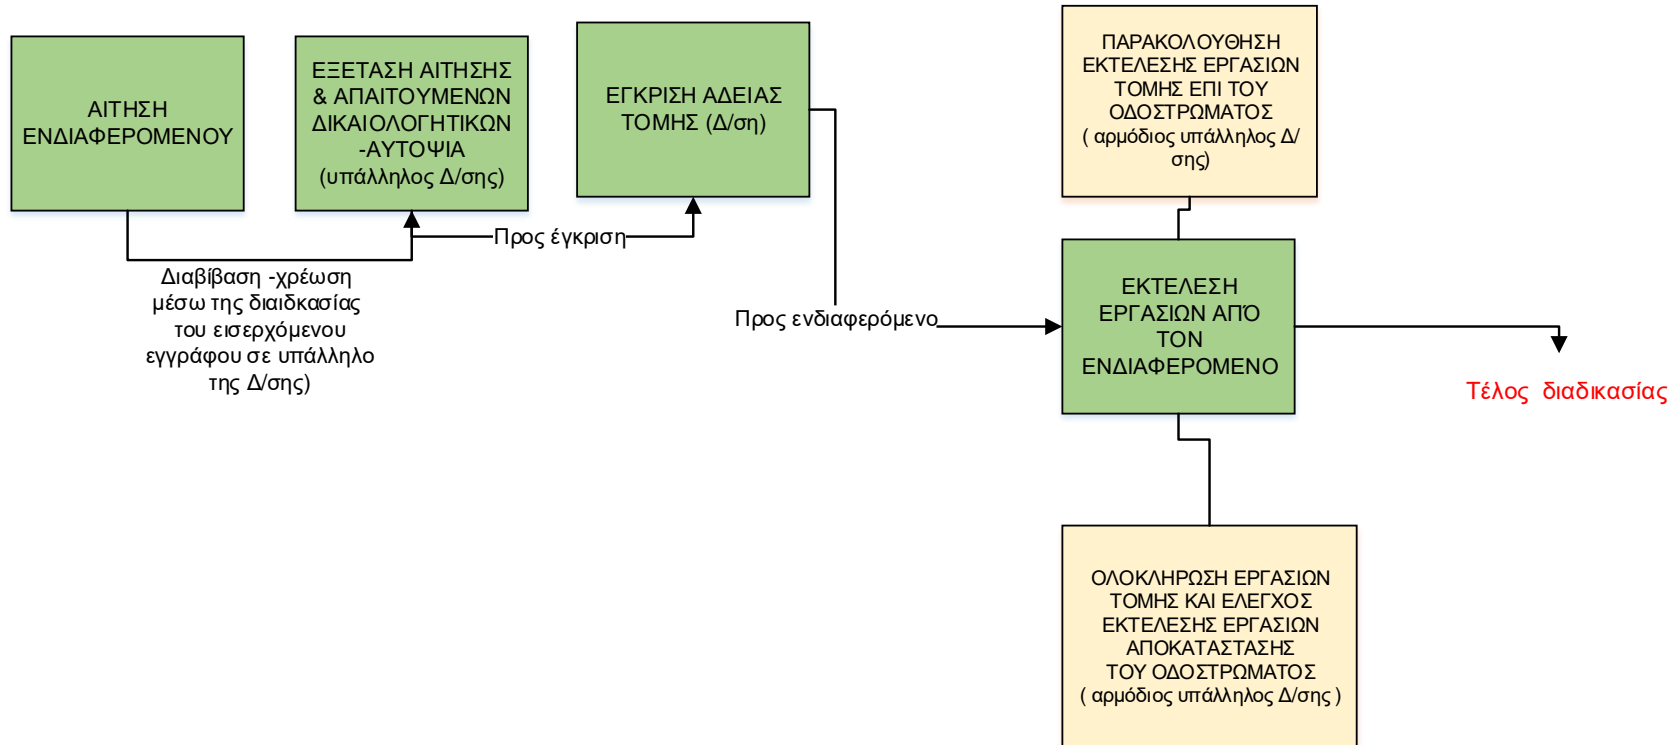 ΑΙΤΗΣΗ
ΕΝΔΙΑΦΕΡΟΜΕΝΟΥ
ΕΞΕΤΑΣΗ ΑΙΤΗΣΗΣ
& ΑΠΑΙΤΟΥΜΕΝΩΝ
ΔΙΚΑΙΟΛΟΓΗΤΙΚΩΝ
-ΑΥΤΟΨΙΑ
(υπάλληλος Δ/σης)
ΕΓΚΡΙΣΗ ΑΔΕΙΑΣ
ΤΟΜΗΣ (Δ/ση)
ΠΑΡΑΚΟΛΟΥΘΗΣΗ
ΕΚΤΕΛΕΣΗΣ ΕΡΓΑΣΙΩΝ
ΤΟΜΗΣ ΕΠΙ ΤΟΥ
ΟΔΟΣΤΡΩΜΑΤΟΣ
( αρμόδιος υπάλληλος Δ/
σης)
Προς έγκριση
Διαβίβαση -χρέωση
μέσω της διαιδκασίας
του εισερχόμενου
εγγράφου σε υπάλληλο
της Δ/σης)
Προς ενδιαφερόμενο
ΕΚΤΕΛΕΣΗ
ΕΡΓΑΣΙΩΝ ΑΠΌ
ΤΟΝ
ΕΝΔΙΑΦΕΡΟΜΕΝΟ
Τέλος διαδικασίας
ΟΛΟΚΛΗΡΩΣΗ ΕΡΓΑΣΙΩΝ
ΤΟΜΗΣ ΚΑΙ ΕΛΕΓΧΟΣ
ΕΚΤΕΛΕΣΗΣ ΕΡΓΑΣΙΩΝ
ΑΠΟΚΑΤΑΣΤΑΣΗΣ
ΤΟΥ ΟΔΟΣΤΡΩΜΑΤΟΣ
( αρμόδιος υπάλληλος Δ/σης )